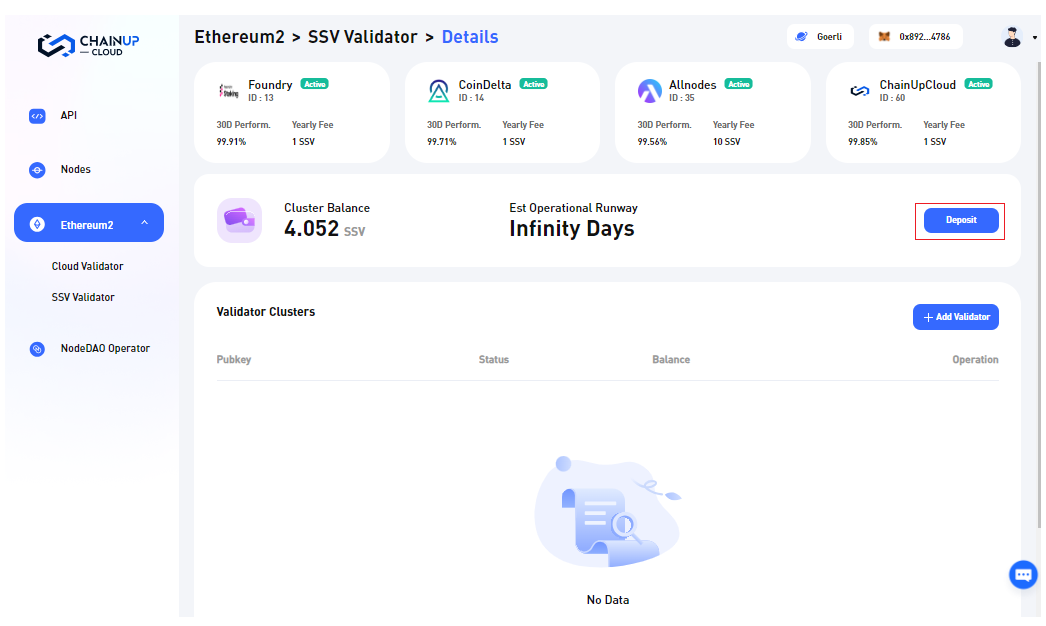 CHAINUP
CLOUD
API
Nodes
Ethereum2
Cloud Validator
SSV Validator
NodeDAO Operator
Ethereum2 > SSV Validator > Details
Goerli
0x892...4786
Foundry Active
ID : 13
30D Perform. Yearly Fee
99.91% 1 SSV
CoinDelta Active
ID : 14
30D Perform. Yearly Fee
99.71% 1 SSV
Allnodes Active
ID : 35
30D Perform. Yearly Fee
99.56% 10 SSV
ChainUpCloud Active
ID : 60
30D Perform. Yearly Fee
99.85% 1 SSV
Cluster Balance
4.052 SSV
Est Operational Runway
Infinity Days
Deposit
Validator Clusters
+ Add Validator
Pubkey Status Balance Operation
No Data